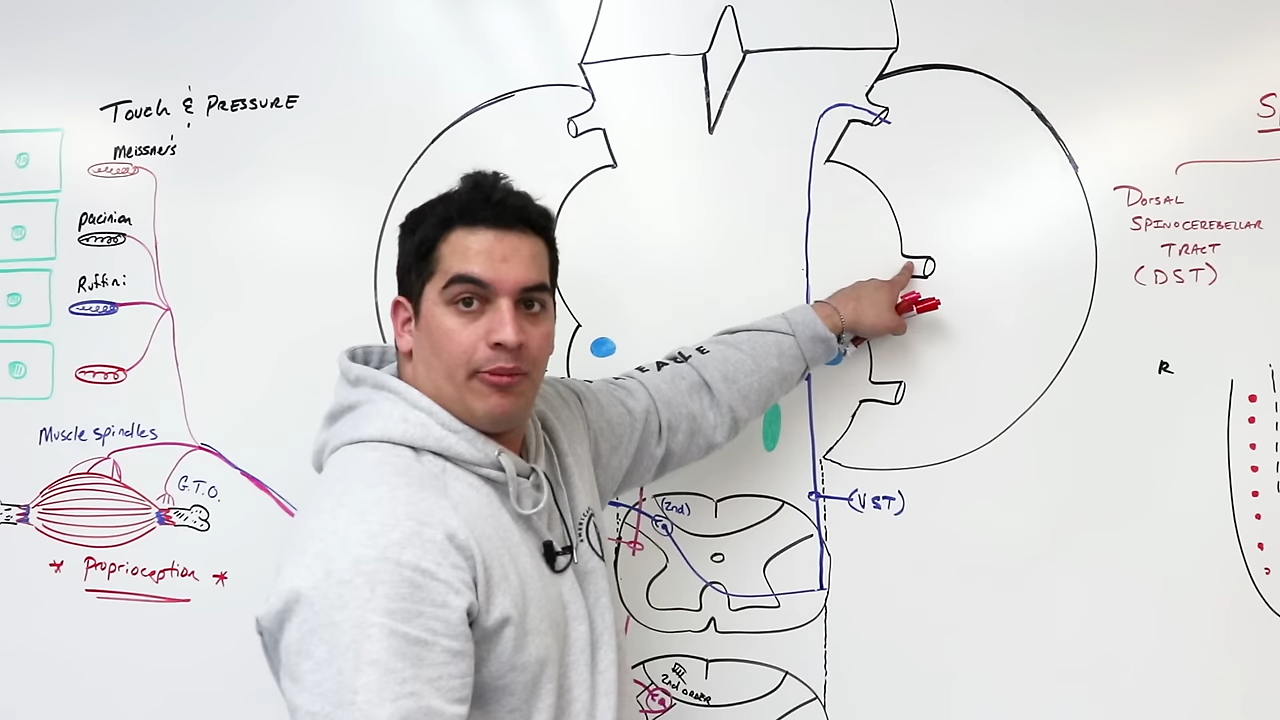 Touch & PRESSURE
Meissner's
pacinian
Ruffini
Muscle spindles
G.T.O.
* Proprioception *
(2nd)
(VST)
2nd ORDER
DORSAL
SPINOCEREBELLAR
TRACT
(DST)
R